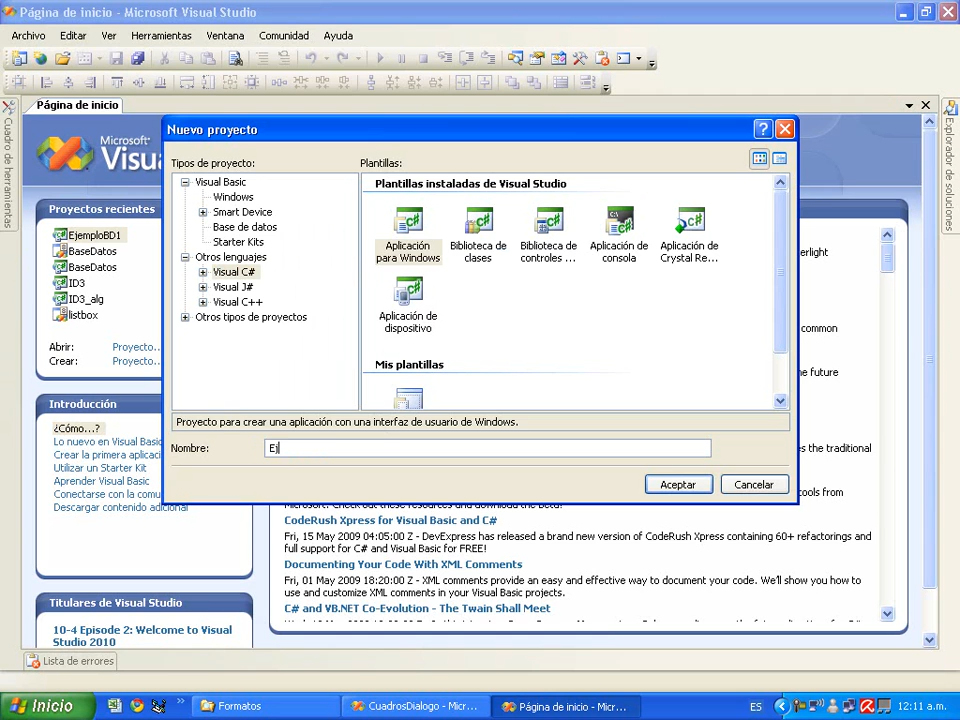 Página de inicio - Microsoft Visual Studio
Archivo Editar Ver Herramientas Ventana Comunidad Ayuda
Página de inicio
Cuadro de herramientas
Explorador de soluciones
Microsoft
Visu
Proyectos recientes
EjemploBD1
BaseDatos
BaseDatos
ID3
ID3_alg
listbox
Abrir: Proyecto...
Crear: Proyecto...
Introducción
¿Cómo...?
Lo nuevo en Visual Basic
Crear la primera aplicaci
Utilizar un Starter Kit
Aprender Visual Basic
Conectarse con la comu
Descargar contenido adicional
Titulares de Visual Studio
10-4 Episode 2: Welcome to Visual
Studio 2010
Nuevo proyecto
Tipos de proyecto:
Visual Basic
Windows
Smart Device
Base de datos
Starter Kits
Otros lenguajes
Visual C#
Visual J#
Visual C++
Otros tipos de proyectos
Plantillas:
Plantillas instaladas de Visual Studio
Aplicación
para Windows
Biblioteca de
clases
Biblioteca de
controles ...
Aplicación de
consola
Aplicación de
Crystal Re...
Aplicación de
dispositivo
Mis plantillas
Proyecto para crear una aplicación con una interfaz de usuario de Windows.
Nombre: Ej
Aceptar Cancelar
erlight
common
the future
s the traditional
ools from
CodeRush Xpress for Visual Basic and C#
Fri, 15 May 2009 04:05:00 Z - DevExpress has released a brand new version of CodeRush Xpress containing 60+ refactorings and
full support for C# and Visual Basic for FREE!
Documenting Your Code With XML Comments
Fri, 01 May 2009 18:20:00 Z - XML comments provide an easy and effective way to document your code. We'll show you how to
use and customize XML comments in your Visual Basic projects.
C# and VB.NET Co-Evolution - The Twain Shall Meet
Lista de errores
Inicio
Formatos
CuadrosDialogo - Micr...
Página de inicio - Micr...
ES
12:11 a.m.